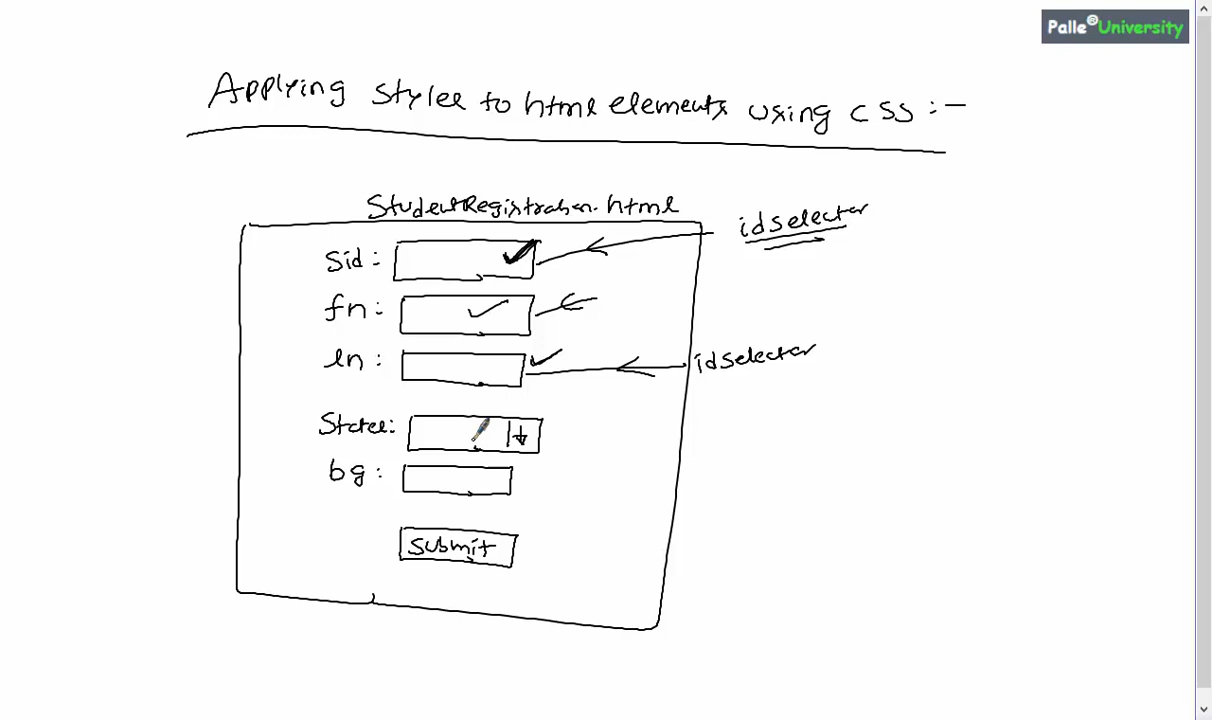 Palle®University
Applying styles to html elements using css :-
StudentRegistration.html
idselector
Sid :
fn :
ln :
idselector
States:
bg :
submit